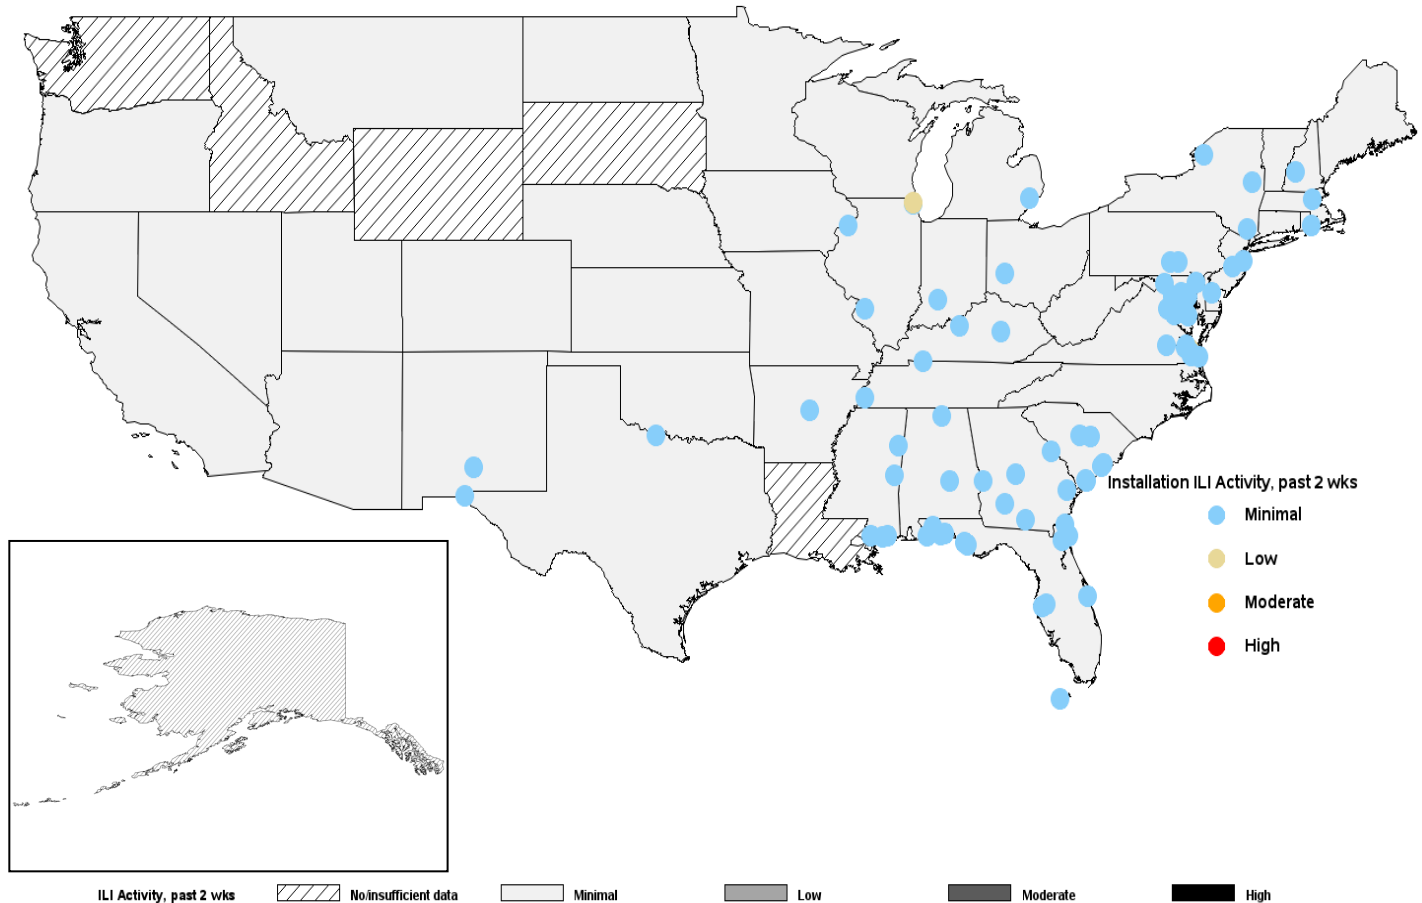 Installation ILI Activity, past 2 wks
Minimal
Low
Moderate
High
ILI Activity, past 2 wks No/insufficient data Minimal Low Moderate High